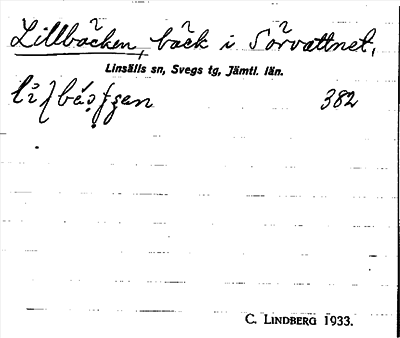 Lillbäcken, bäck i Sörvattnet,
Linsälls sn, Svegs tg, Jämtl. län.
382
C. LINDBERG 1933.